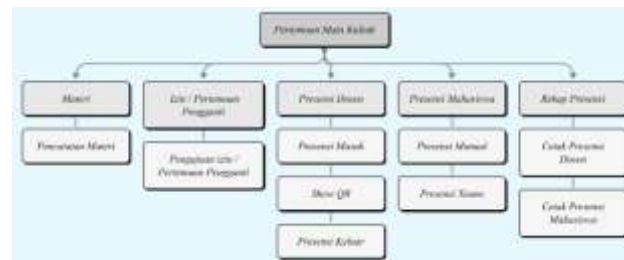 Pertemuan Mata Kuliah
Materi
Izin / Pertemuan
Pengganti
Presensi Dosen
Presensi Mahasiswa
Rekap Presensi
Pencatatan Materi
Pengajuan izin /
Pertemuan Pengganti
Presensi Masuk
Presensi Manual
Cetak Presensi
Dosen
Show QR
Presensi
Cetak Presensi
Mahasiswa
Presensi Keluar